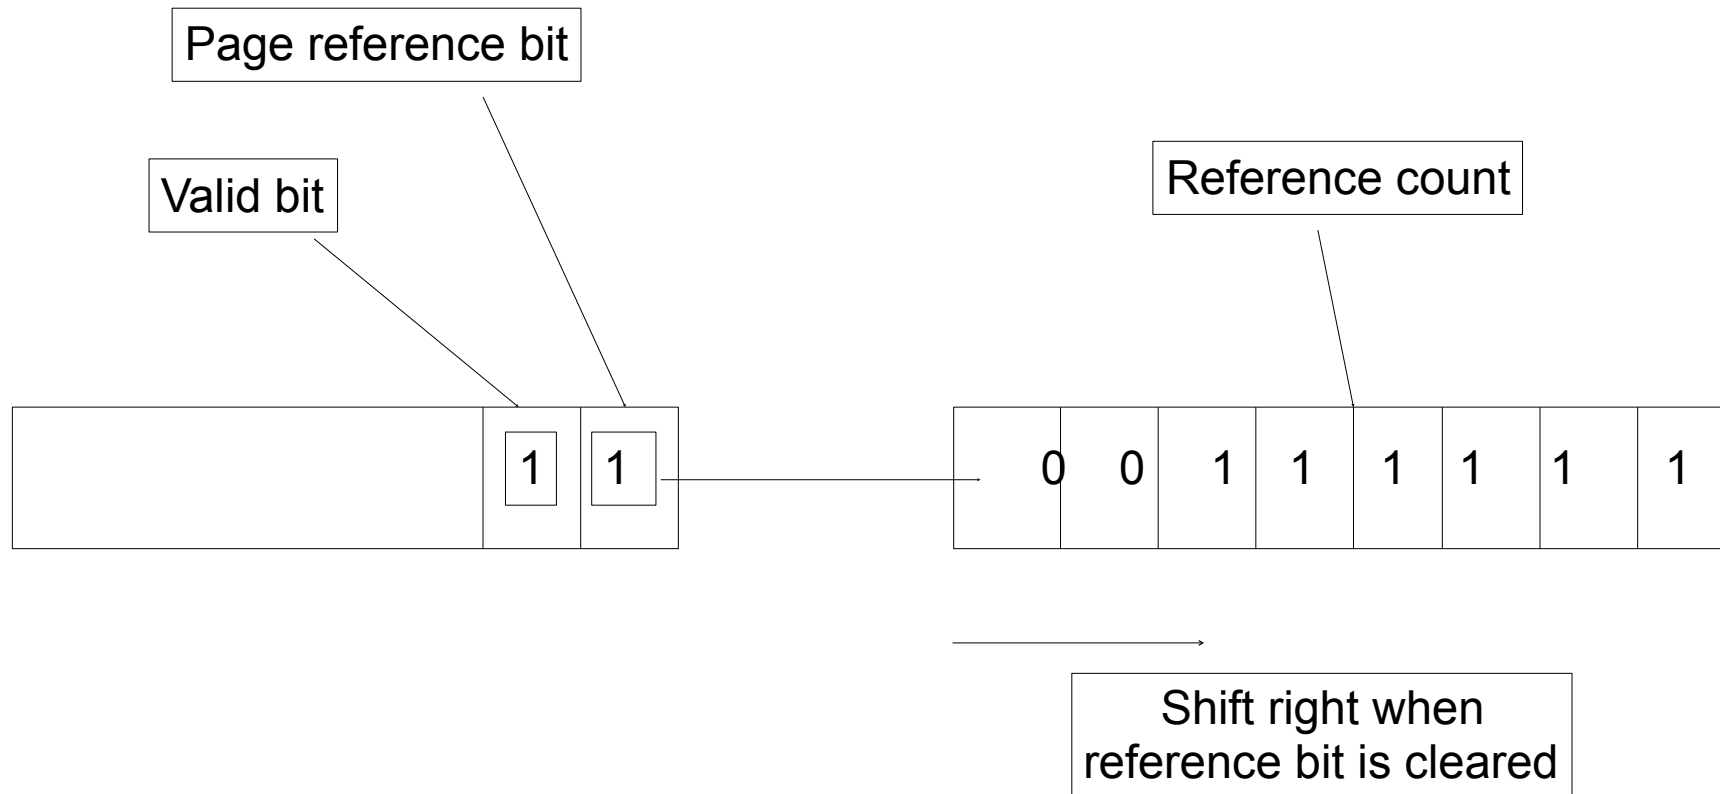 Page reference bit
Valid bit
Reference count
1 1
0 0 1 1 1 1 1 1
Shift right when
reference bit is cleared